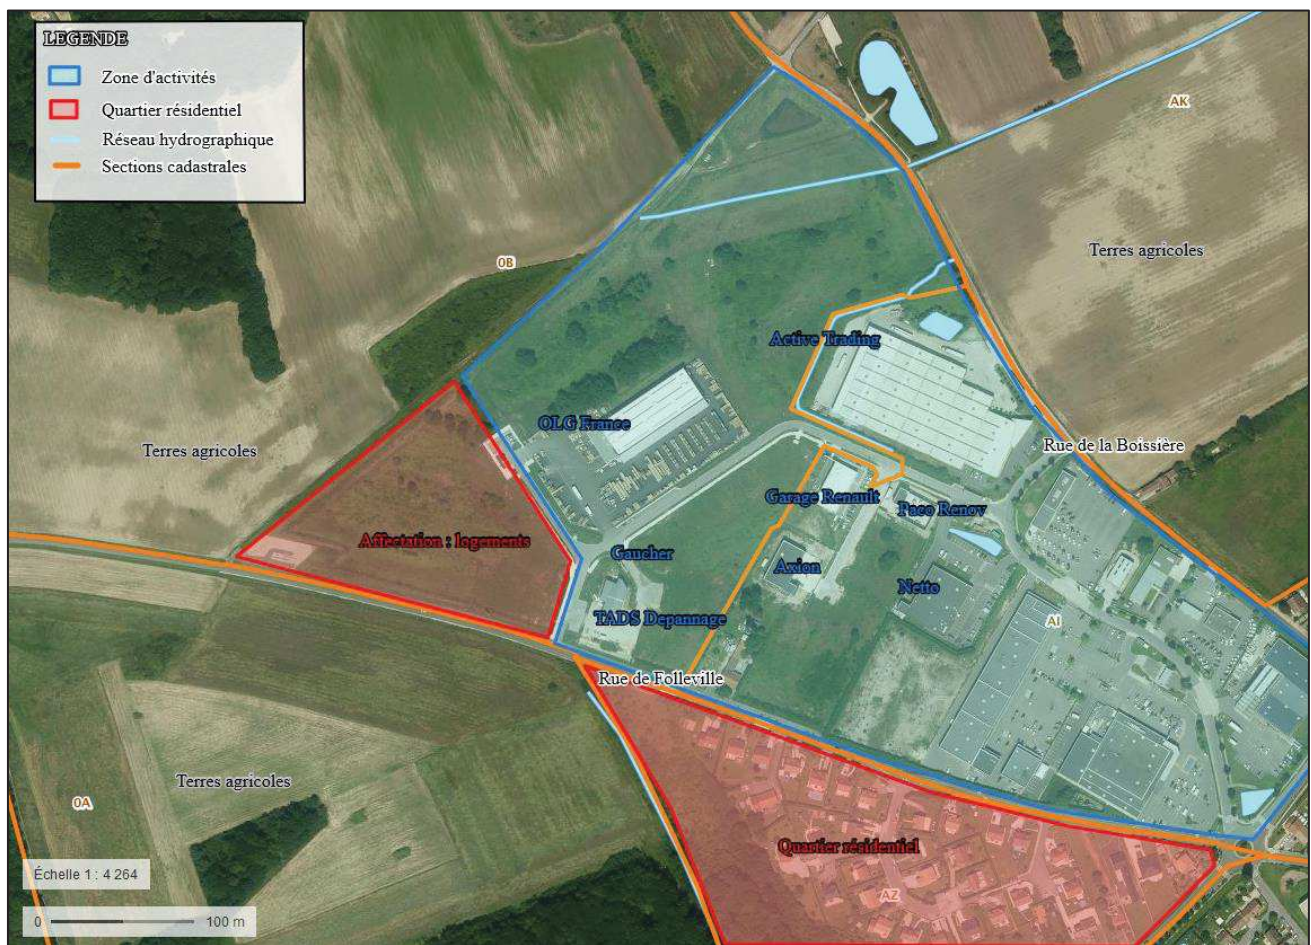 LEGENDE
Zone d'activités
Quartier résidentiel
Réseau hydrographique
Sections cadastrales
AK
Terres agricoles
0B
Active Trading
OLG France
Terres agricoles
Rue de la Boissière
Garage Renault
Paco Renov
Affectation : logements
Gaucher
Axion
Netto
TADS Depannage
AI
Rue de Folleville
Terres agricoles
0A
Quartier résidentiel
Échelle 1 : 4 264
AZ
0 100 m